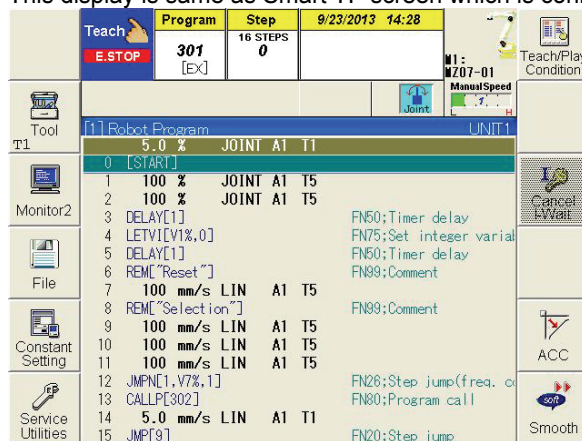 This display is same as Smart TP screen which is con
Teach
E.STOP
Program
301
[EX]
Step
16 STEPS
0
9/23/2013 14:28
M1:
MZ07-01
Teach/Play
Condition
Joint
Manual Speed
1
L H
Tool
T1
[1] Robot Program UNIT1
5.0 % JOINT A1 T1
0 [START]
1 100 % JOINT A1 T5
2 100 % JOINT A1 T5
3 DELAY[1] FN50;Timer delay
4 LETVI[V1%,0] FN75;Set integer variab
5 DELAY[1] FN50;Timer delay
6 REM["Reset"] FN99;Comment
7 100 mm/s LIN A1 T5
8 REM["Selection"] FN99;Comment
9 100 mm/s LIN A1 T5
10 100 mm/s LIN A1 T5
11 100 mm/s LIN A1 T5
12 JMPN[1,V7%,1] FN26;Step jump(freq. co
13 CALLP[302] FN80;Program call
14 5.0 mm/s LIN A1 T1
15 JMP[9] FN20;Step jump
Monitor2
File
Constant
Setting
Service
Utilities
Cancel
I-Wait
ACC
soft
Smooth